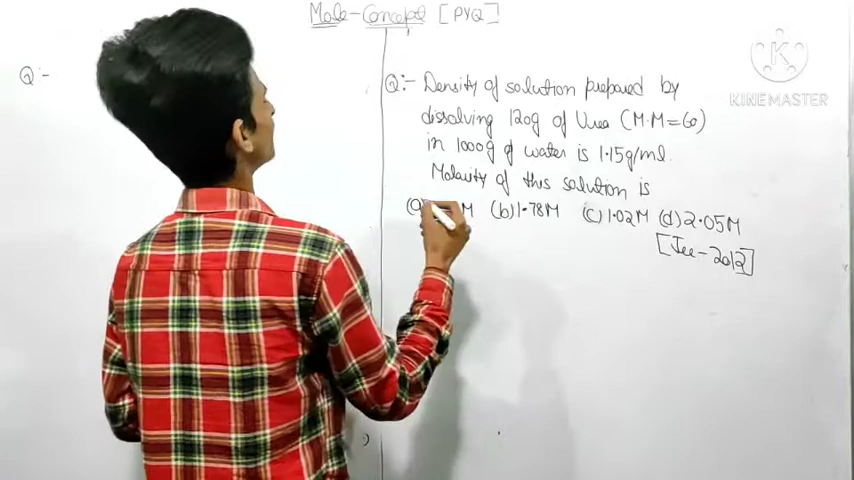 Mole-Concept [PYQ]
Q:-
Q:- Density of solution prepared by
dissolving 120g of Urea (M·M=60)
in 1000g of water is 1.15g/ml.
Molarity of this solution is
(a) M (b) 1.78M (c) 1.02M (d) 2.05M
[Jee-2012]
K
KINEMASTER